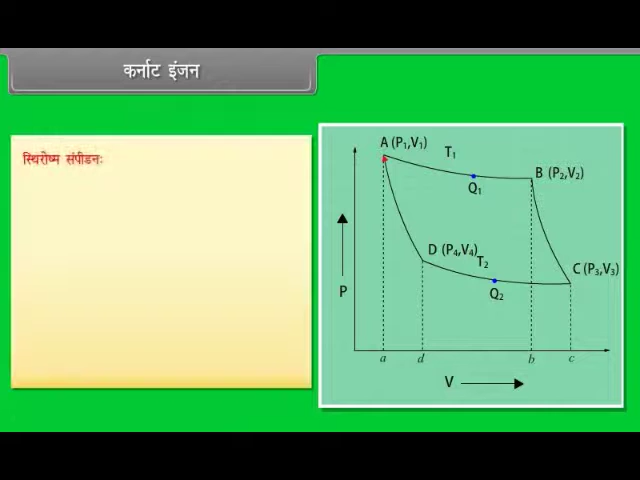 कर्नाट इंजन
स्थिरोष्म संपीडनः
A (P₁,V₁)
T₁
Q₁
B (P₂,V₂)
D (P₄,V₄)
T₂
Q₂
C (P₃,V₃)
P
a d b c
V